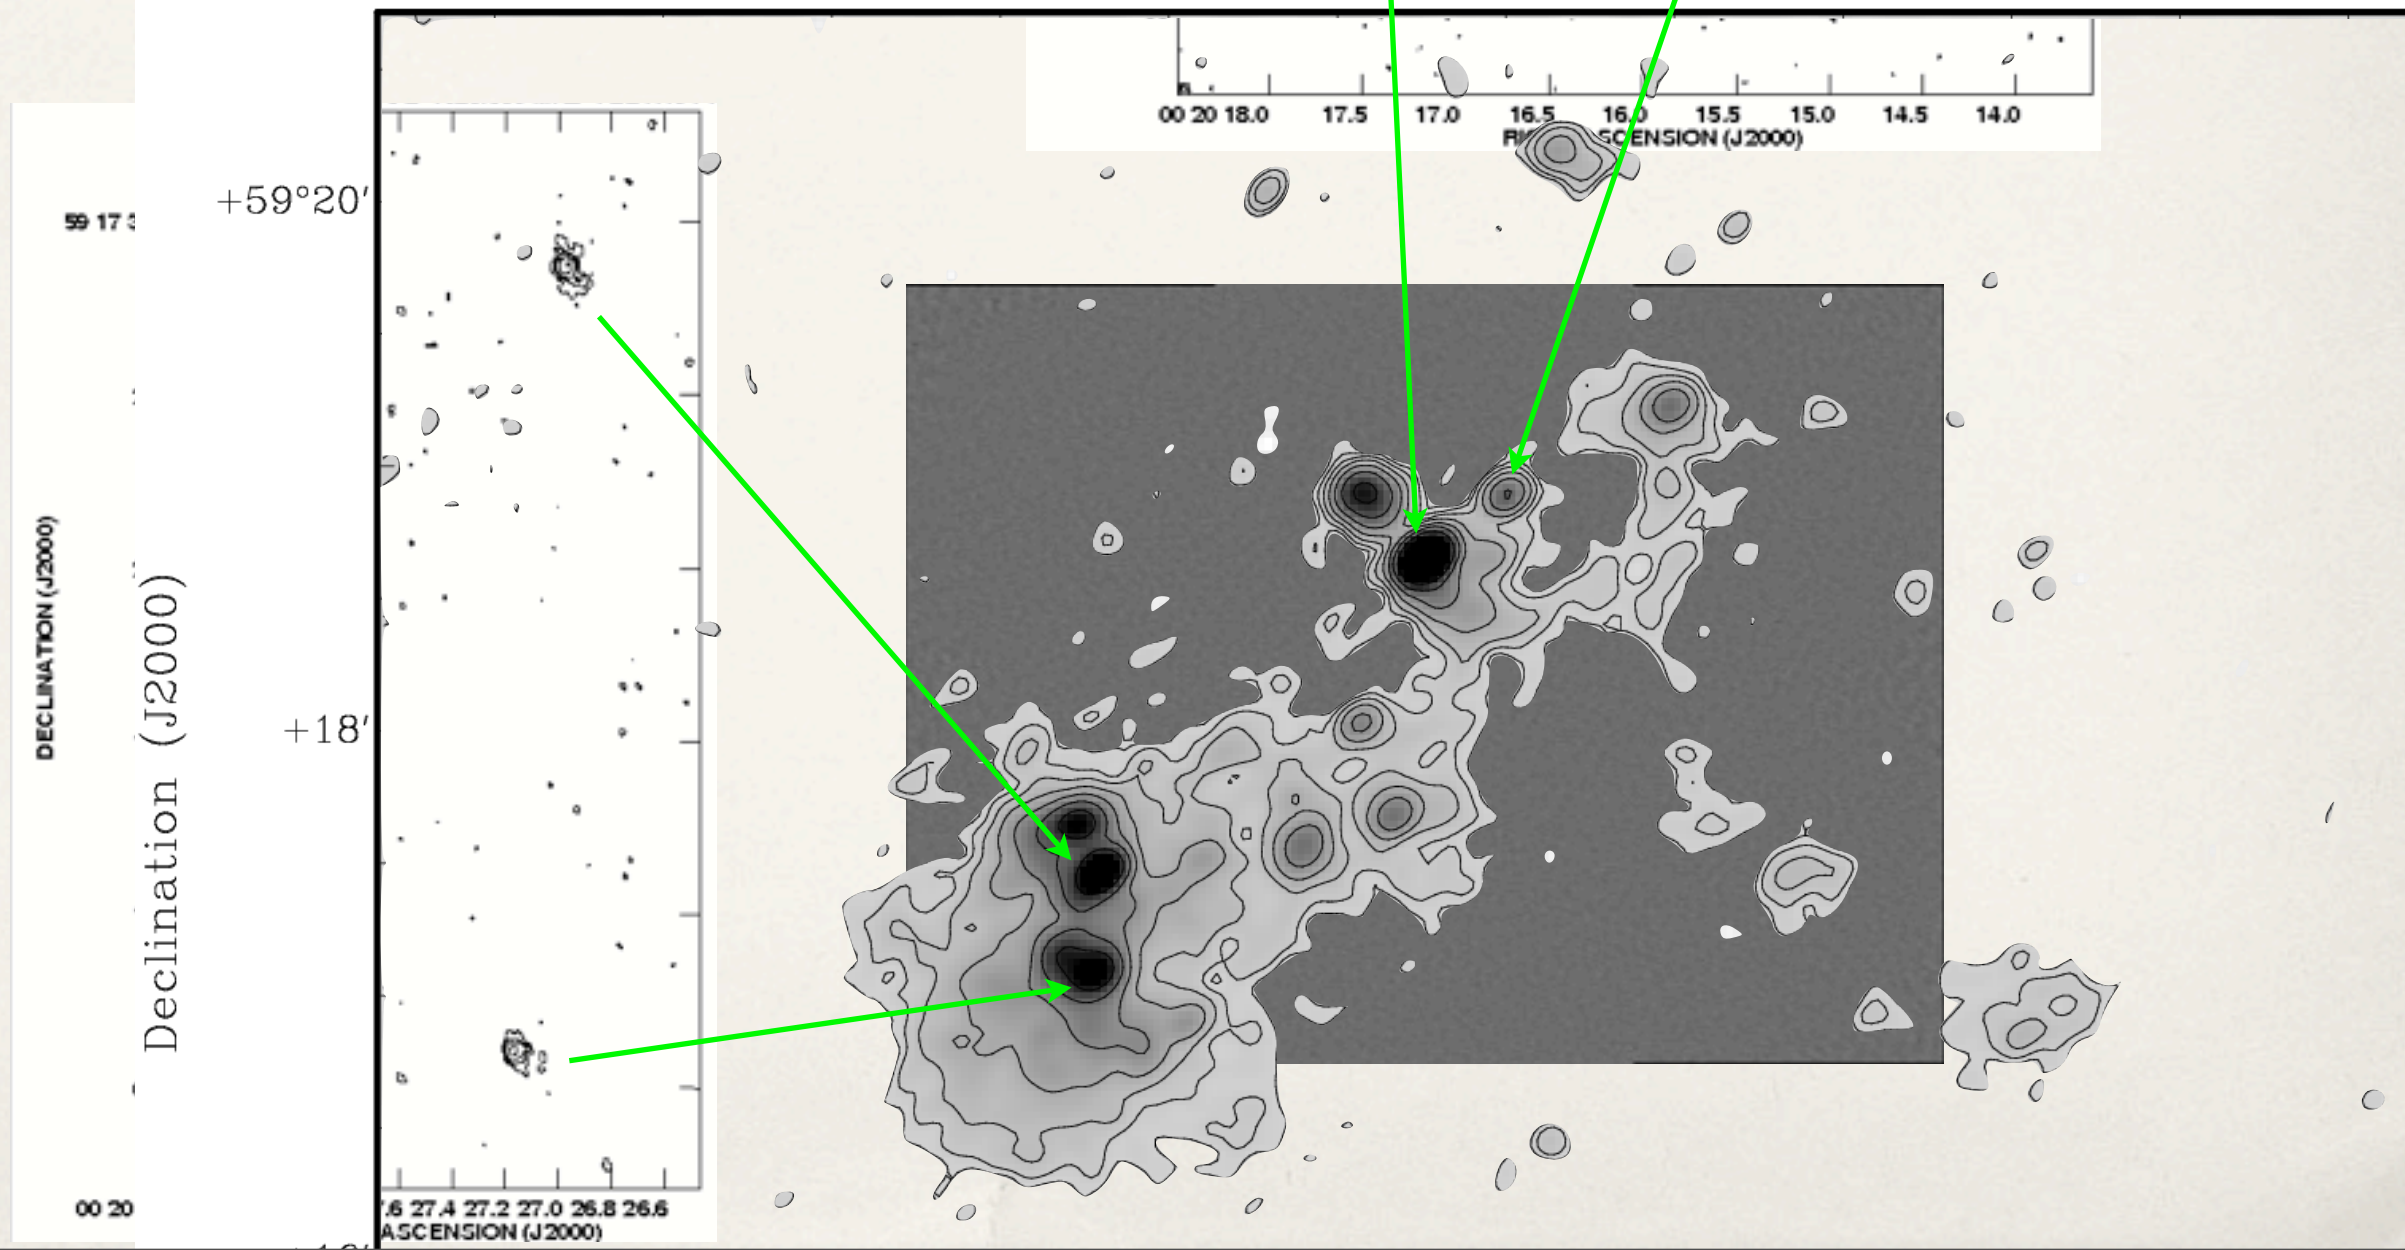 00 20 18.0 17.5 17.0 16.5 16.0 15.5 15.0 14.5 14.0
(J2000)
+59°20′
59 17
DECLINATION (J2000)
Declination (J2000)
+18′
00 20
27.4 27.2 27.0 26.8 26.6
ASCENSION (J2000)